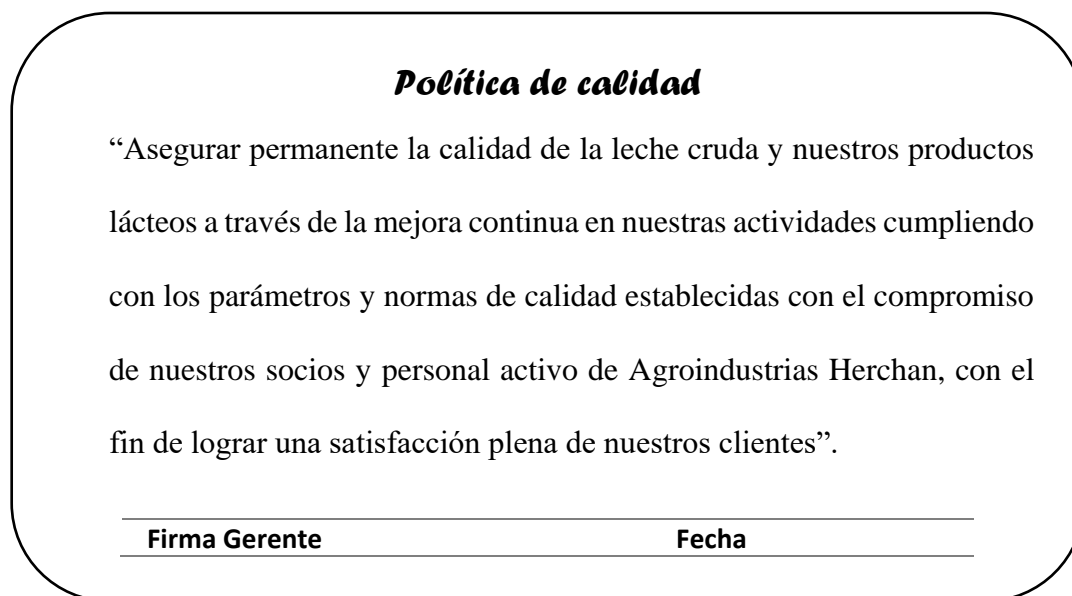 Política de calidad
“Asegurar permanente la calidad de la leche cruda y nuestros productos
lácteos a través de la mejora continua en nuestras actividades cumpliendo
con los parámetros y normas de calidad establecidas con el compromiso
de nuestros socios y personal activo de Agroindustrias Herchan, con el
fin de lograr una satisfacción plena de nuestros clientes”.
Firma Gerente Fecha